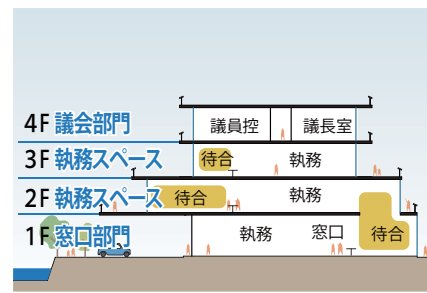 4F 議会部門 議員控 議長室
3F 執務スペース 待合 執務
2F 執務スペース 待合 執務
1F 窓口部門 執務 窓口 待合